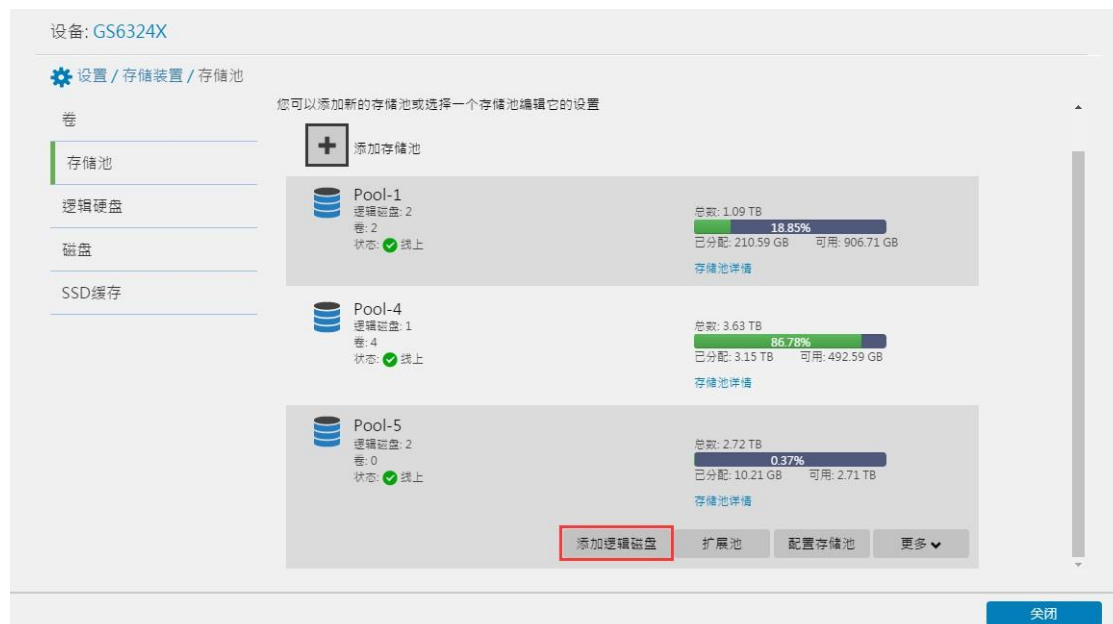 设备: GS6324X
设置 / 存储装置 / 存储池
卷
存储池
逻辑硬盘
磁盘
SSD缓存
您可以添加新的存储池或选择一个存储池编辑它的设置
添加存储池
Pool-1
逻辑磁盘: 2
卷: 2
状态: 线上
总数: 1.09 TB
18.85%
已分配: 210.59 GB 可用: 906.71 GB
存储池详情
Pool-4
逻辑磁盘: 1
卷: 4
状态: 线上
总数: 3.63 TB
86.78%
已分配: 3.15 TB 可用: 492.59 GB
存储池详情
Pool-5
逻辑磁盘: 2
卷: 0
状态: 线上
总数: 2.72 TB
0.37%
已分配: 10.21 GB 可用: 2.71 TB
存储池详情
添加逻辑磁盘 扩展池 配置存储池 更多
关闭